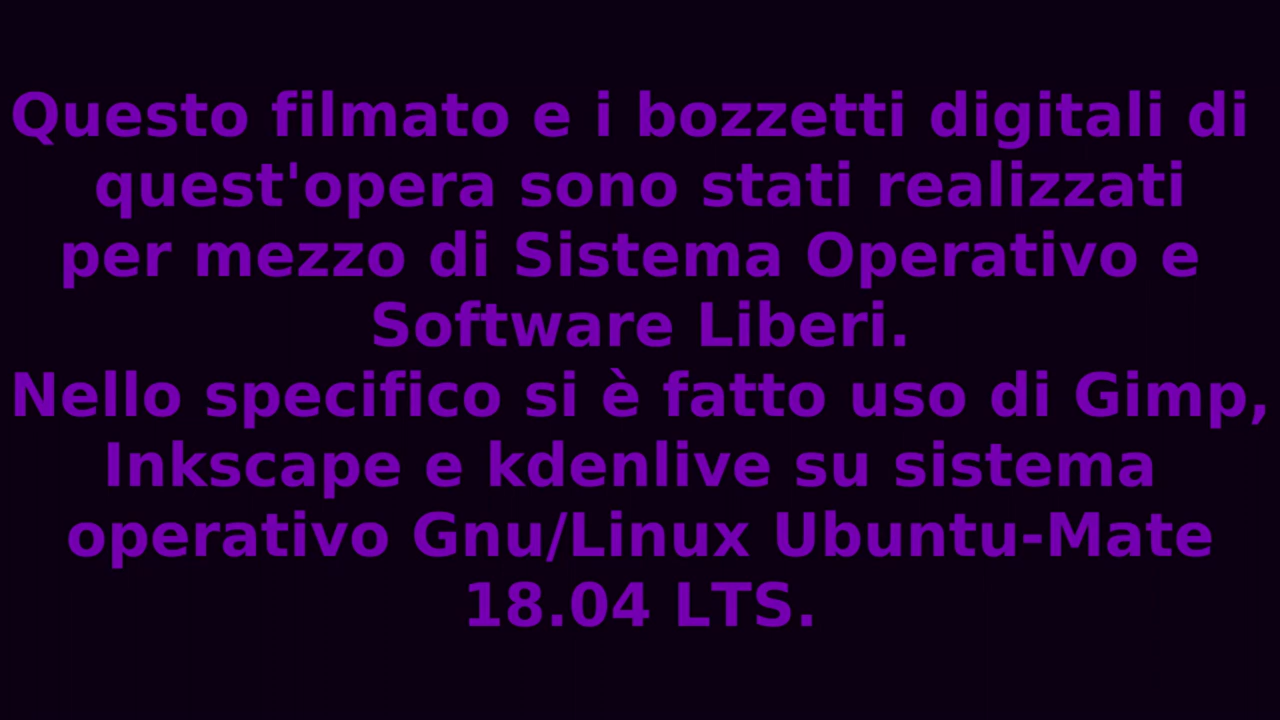 Questo filmato e i bozzetti digitali di
quest'opera sono stati realizzati
per mezzo di Sistema Operativo e
Software Liberi.
Nello specifico si è fatto uso di Gimp,
Inkscape e kdenlive su sistema
operativo Gnu/Linux Ubuntu-Mate
18.04 LTS.